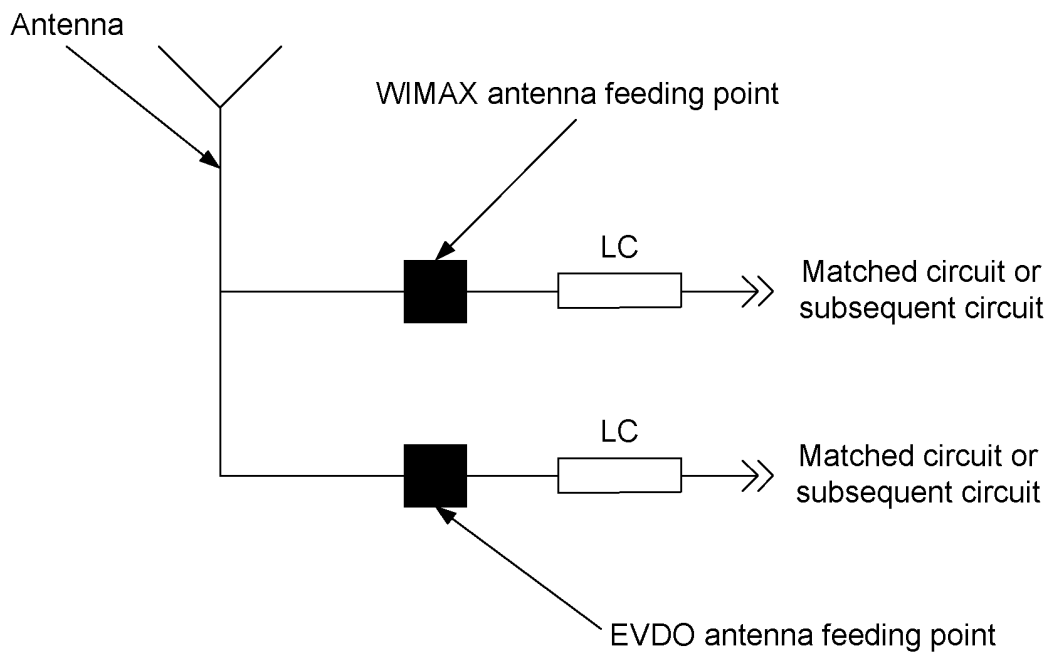 Antenna
WIMAX antenna feeding point
LC
Matched circuit or
subsequent circuit
LC
Matched circuit or
subsequent circuit
EVDO antenna feeding point